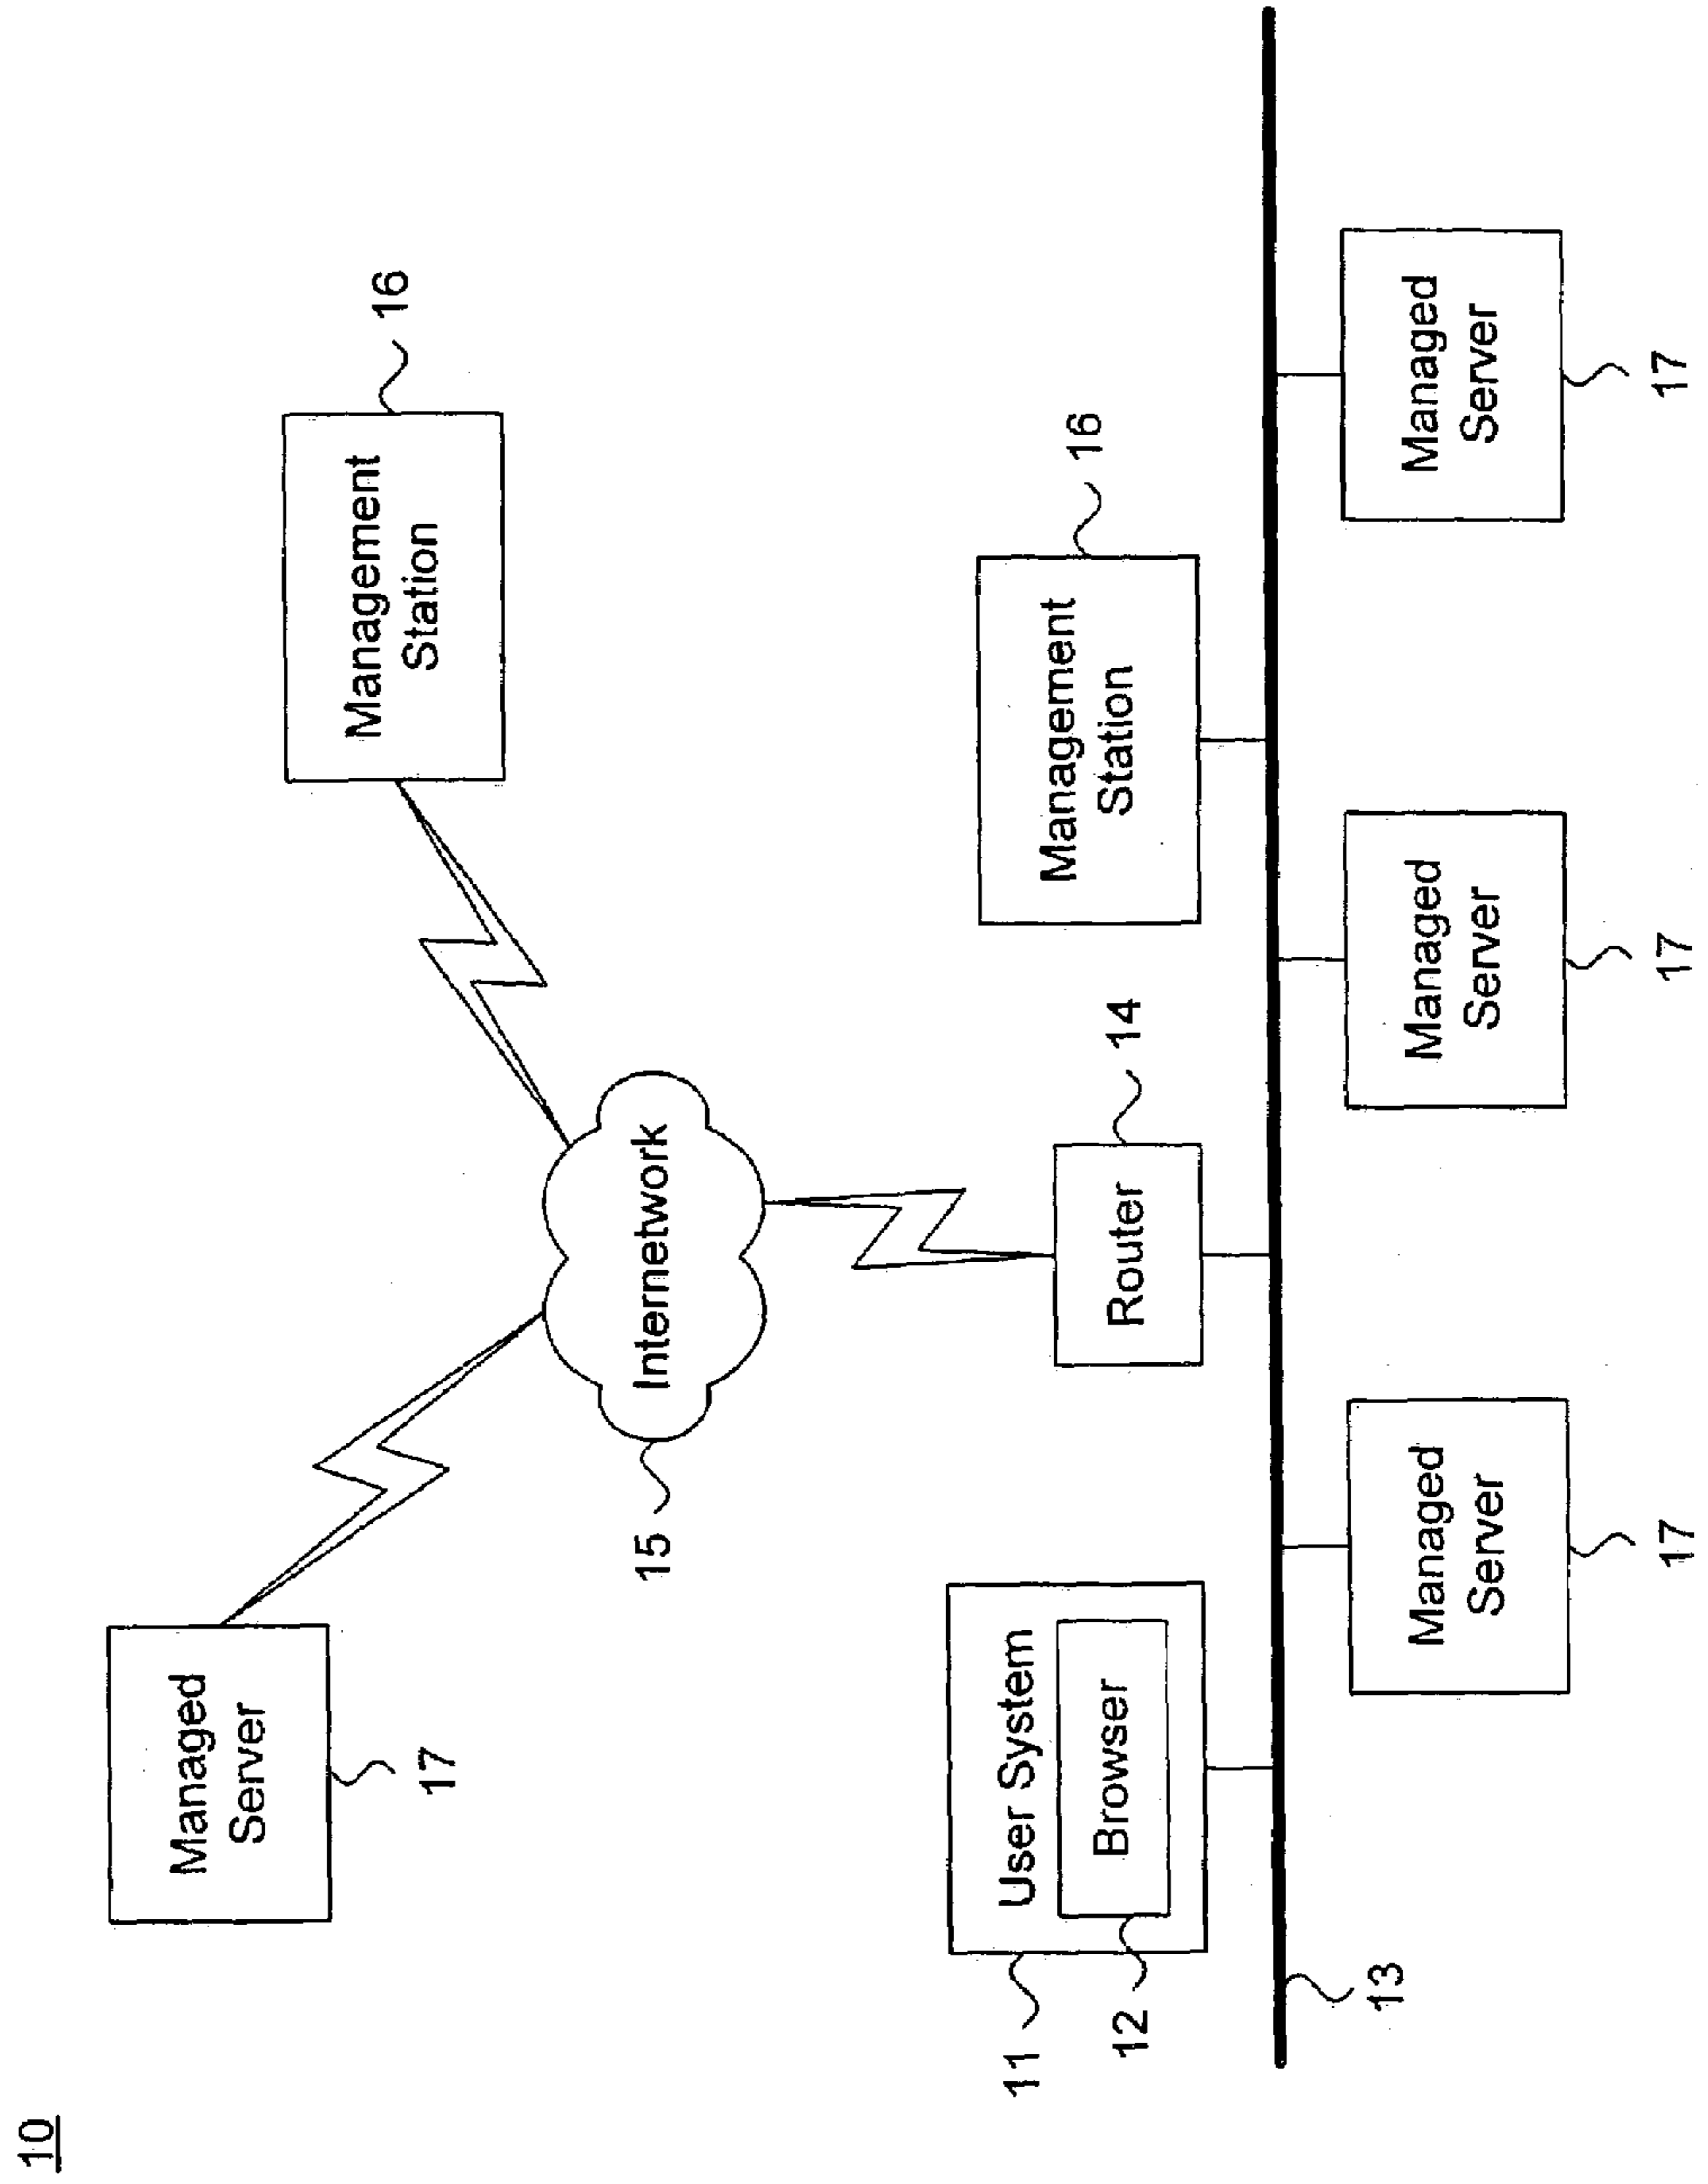 10
Managed
Server
17
Management
Station
16
Internetwork
15
User System
Browser
11
12
Router
14
Management
Station
16
13
Managed
Server
17
Managed
Server
17
Managed
Server
17